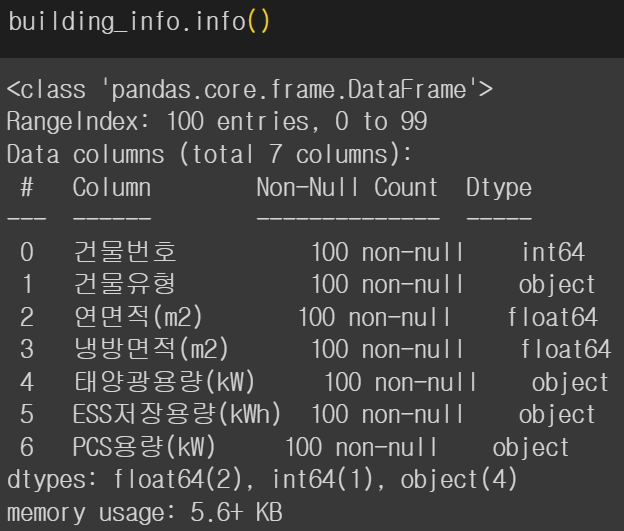 building_info.info()
<class 'pandas.core.frame.DataFrame'>
RangeIndex: 100 entries, 0 to 99
Data columns (total 7 columns):
#   Column        Non-Null Count  Dtype
---  ------        --------------  -----
0   건물번호        100 non-null    int64
1   건물유형        100 non-null    object
2   연면적(m2)       100 non-null    float64
3   냉방면적(m2)      100 non-null    float64
4   태양광용량(kW)     100 non-null    object
5   ESS저장용량(kWh)  100 non-null    object
6   PCS용량(kW)     100 non-null    object
dtypes: float64(2), int64(1), object(4)
memory usage: 5.6+ KB